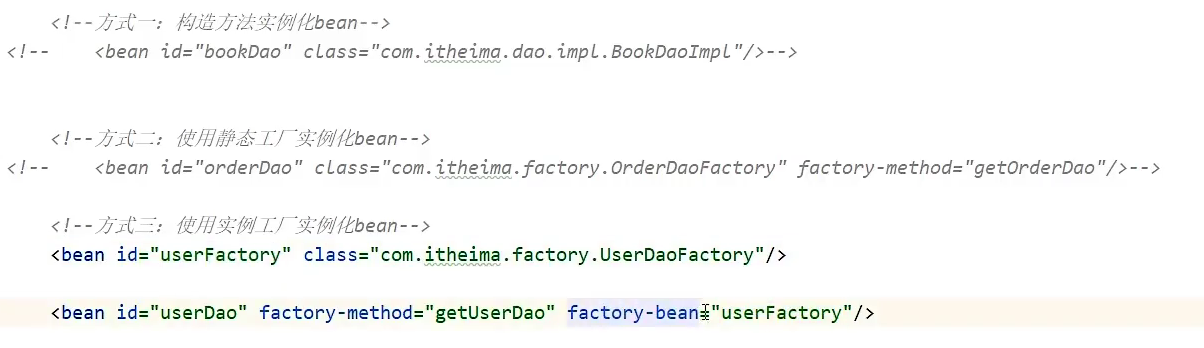 <!--方式一：构造方法实例化bean-->
<!--    <bean id="bookDao" class="com.itheima.dao.impl.BookDaoImpl"/>-->
<!--方式二：使用静态工厂实例化bean-->
<!--    <bean id="orderDao" class="com.itheima.factory.OrderDaoFactory" factory-method="getOrderDao"/>-->
<!--方式三：使用实例工厂实例化bean-->
<bean id="userFactory" class="com.itheima.factory.UserDaoFactory"/>
<bean id="userDao" factory-method="getUserDao" factory-bean="userFactory"/>